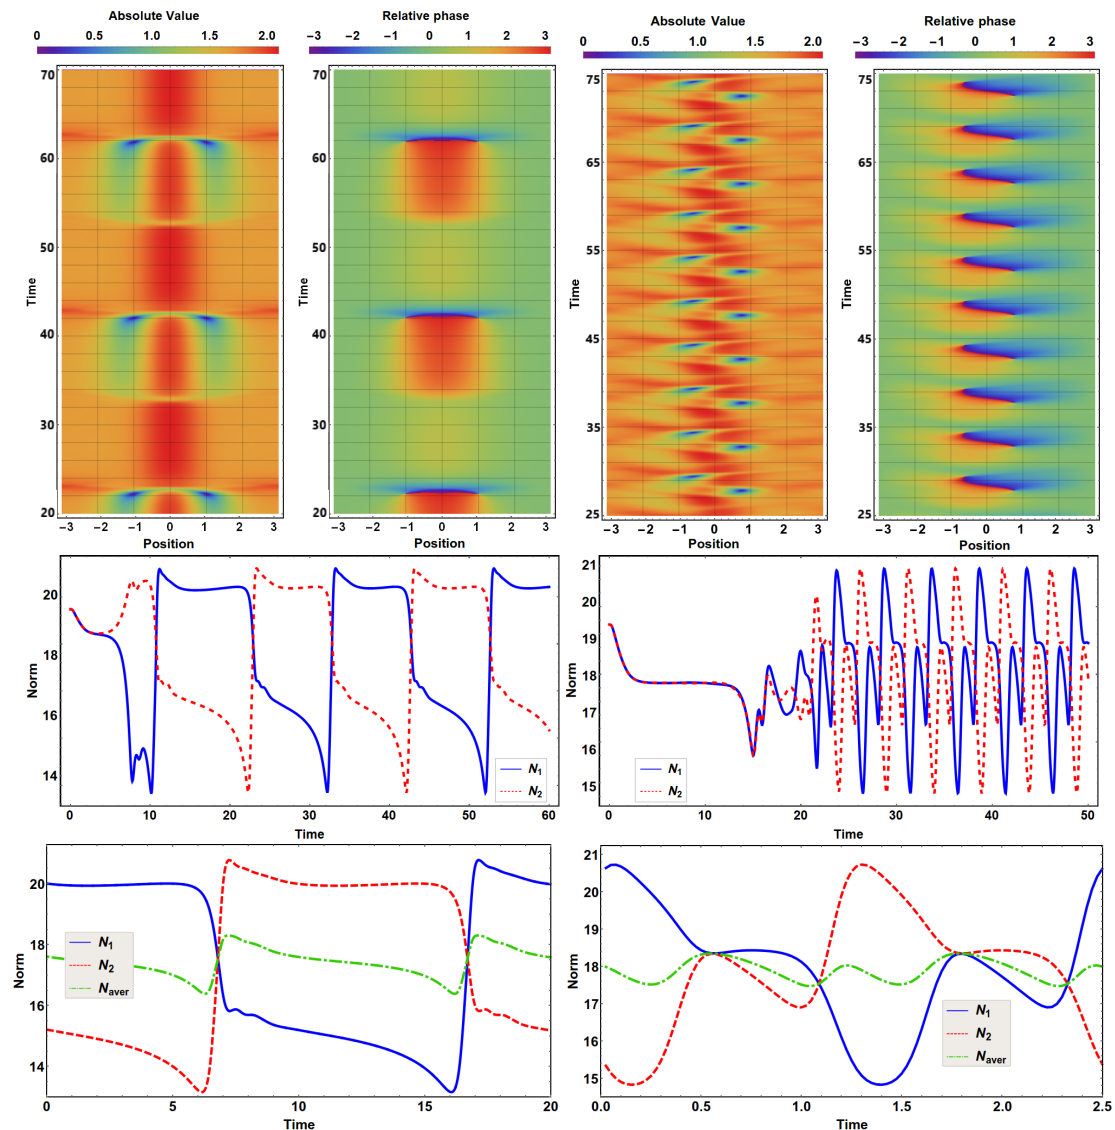 Absolute Value
0 0.5 1.0 1.5 2.0
Relative phase
−3 −2 −1 0 1 2 3
Absolute Value
0 0.5 1.0 1.5 2.0
Relative phase
−3 −2 −1 0 1 2 3
70
60
50
40
30
20
Time
−3 −2 −1 0 1 2 3
Position
70
60
50
40
30
20
Time
−3 −2 −1 0 1 2 3
Position
75
65
55
45
35
25
Time
−3 −2 −1 0 1 2 3
Position
75
65
55
45
35
25
Time
−3 −2 −1 0 1 2 3
Position
20
18
16
14
Norm
N1
N2
0 10 20 30 40 50 60
Time
21
20
19
18
17
16
15
Norm
N1
N2
0 10 20 30 40 50
Time
20
18
16
14
Norm
N1
N2
Naver
0 5 10 15 20
Time
21
20
19
18
17
16
15
Norm
N1
N2
Naver
0.0 0.5 1.0 1.5 2.0 2.5
Time